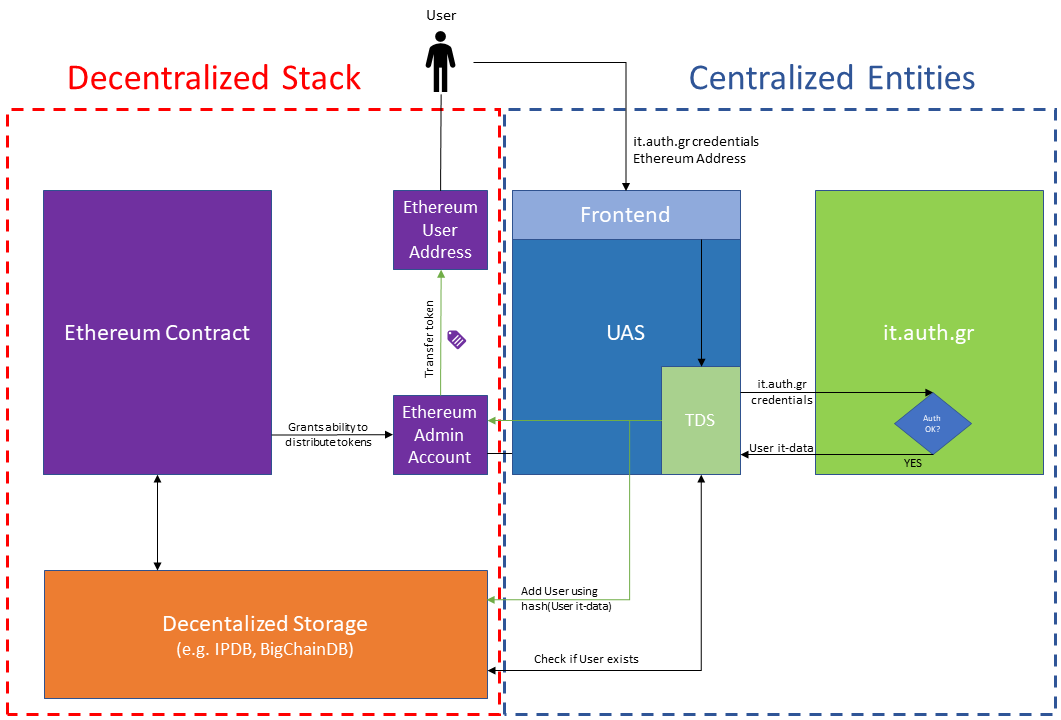 User
Decentralized Stack
Centralized Entities
it.auth.gr credentials
Ethereum Address
Ethereum
User
Address
Frontend
Ethereum Contract
Transfer token
UAS
it.auth.gr
it.auth.gr
credentials
Ethereum
Admin
Account
Grants ability to
distribute tokens
TDS
Auth
OK?
User it-data
YES
Add User using
hash(User it-data)
Decentalized Storage
(e.g. IPDB, BigChainDB)
Check if User exists